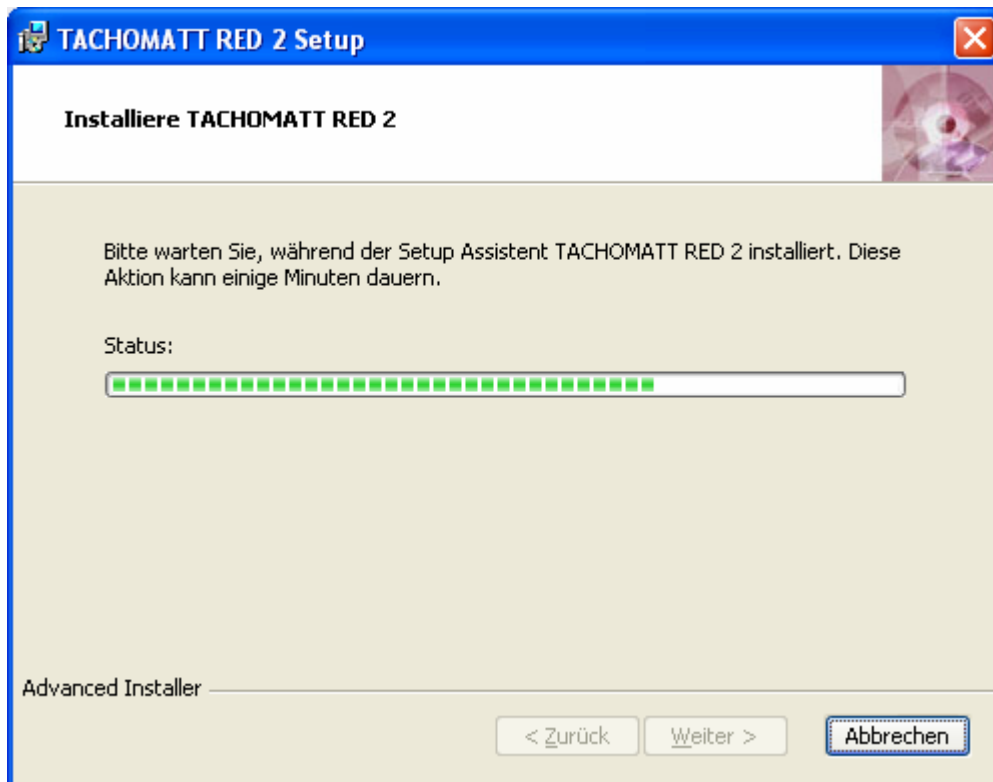 TACHOMATT RED 2 Setup
Installiere TACHOMATT RED 2
Bitte warten Sie, während der Setup Assistent TACHOMATT RED 2 installiert. Diese
Aktion kann einige Minuten dauern.
Status:
Advanced Installer
< Zurück
Weiter >
Abbrechen